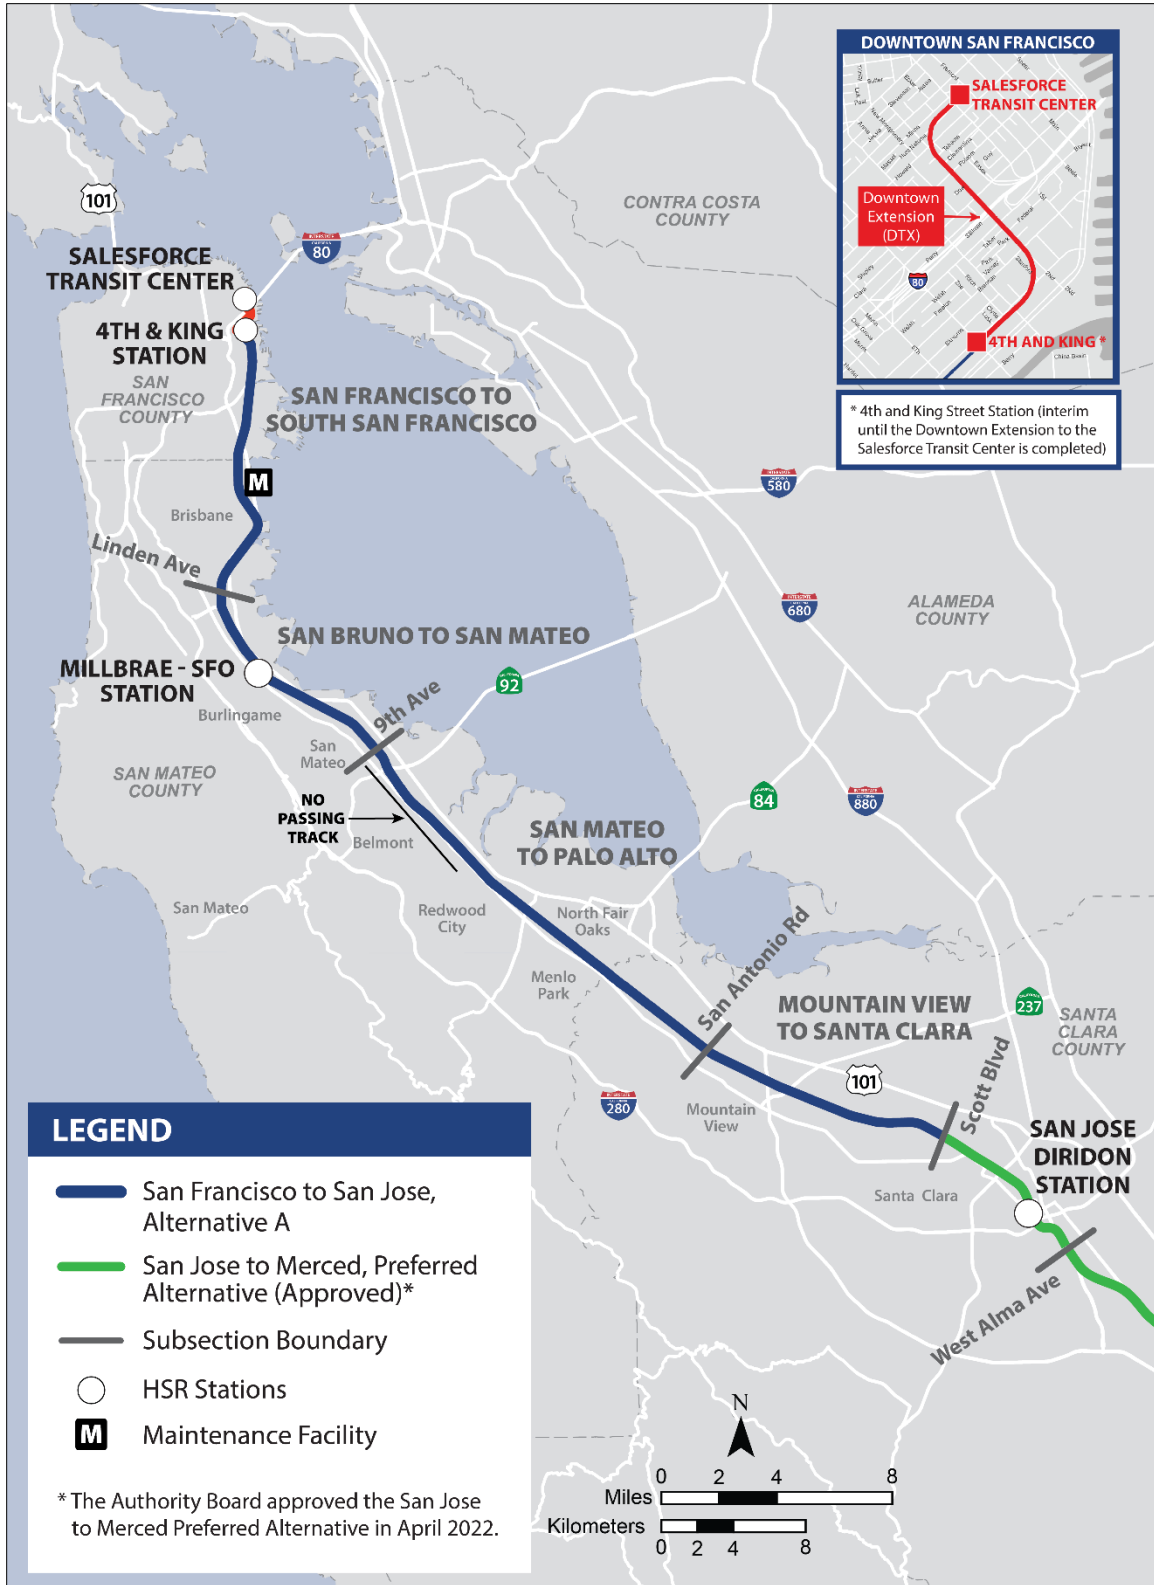 DOWNTOWN SAN FRANCISCO
SALESFORCE
TRANSIT CENTER
Downtown
Extension
(DTX)
80
4TH AND KING *
* 4th and King Street Station (interim
until the Downtown Extension to the
Salesforce Transit Center is completed)
101
CONTRA COSTA
COUNTY
80
SALESFORCE
TRANSIT CENTER
4TH & KING
STATION
SAN
FRANCISCO
COUNTY
SAN FRANCISCO TO
SOUTH SAN FRANCISCO
M
580
Brisbane
Linden Ave
680
ALAMEDA
COUNTY
SAN BRUNO TO SAN MATEO
MILLBRAE - SFO
STATION
92
Burlingame
9th Ave
San
Mateo
SAN MATEO
COUNTY
NO
PASSING
TRACK
84
880
Belmont
SAN MATEO
TO PALO ALTO
San Mateo
Redwood
City
North Fair
Oaks
Menlo
Park
San Antonio Rd
MOUNTAIN VIEW
TO SANTA CLARA
237
SANTA
CLARA
COUNTY
101
Scott Blvd
280
Mountain
View
SAN JOSE
DIRIDON
STATION
Santa Clara
West Alma Ave
LEGEND
San Francisco to San Jose,
Alternative A
San Jose to Merced, Preferred
Alternative (Approved)*
Subsection Boundary
HSR Stations
M Maintenance Facility
* The Authority Board approved the San Jose
to Merced Preferred Alternative in April 2022.
N
0 2 4 8
Miles
Kilometers
0 2 4 8